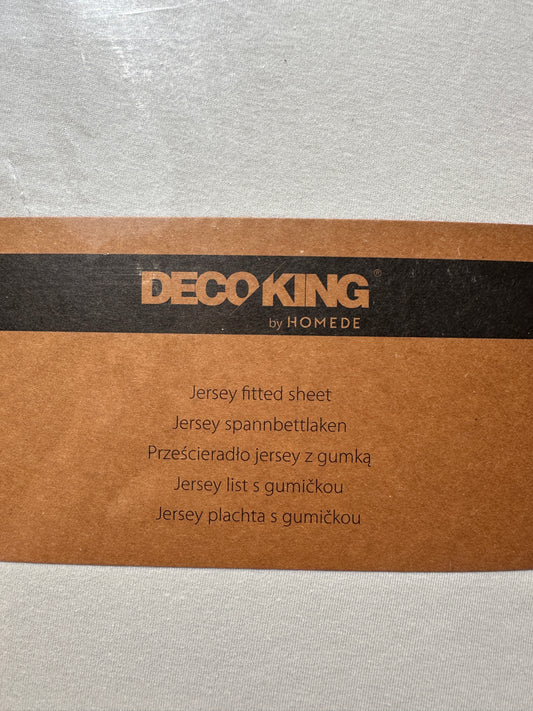 DECOKING®
by HOMEDE
Jersey fitted sheet
Jersey spannbettlaken
Prześcieradło jersey z gumką
Jersey list s gumičkou
Jersey plachta s gumičkou